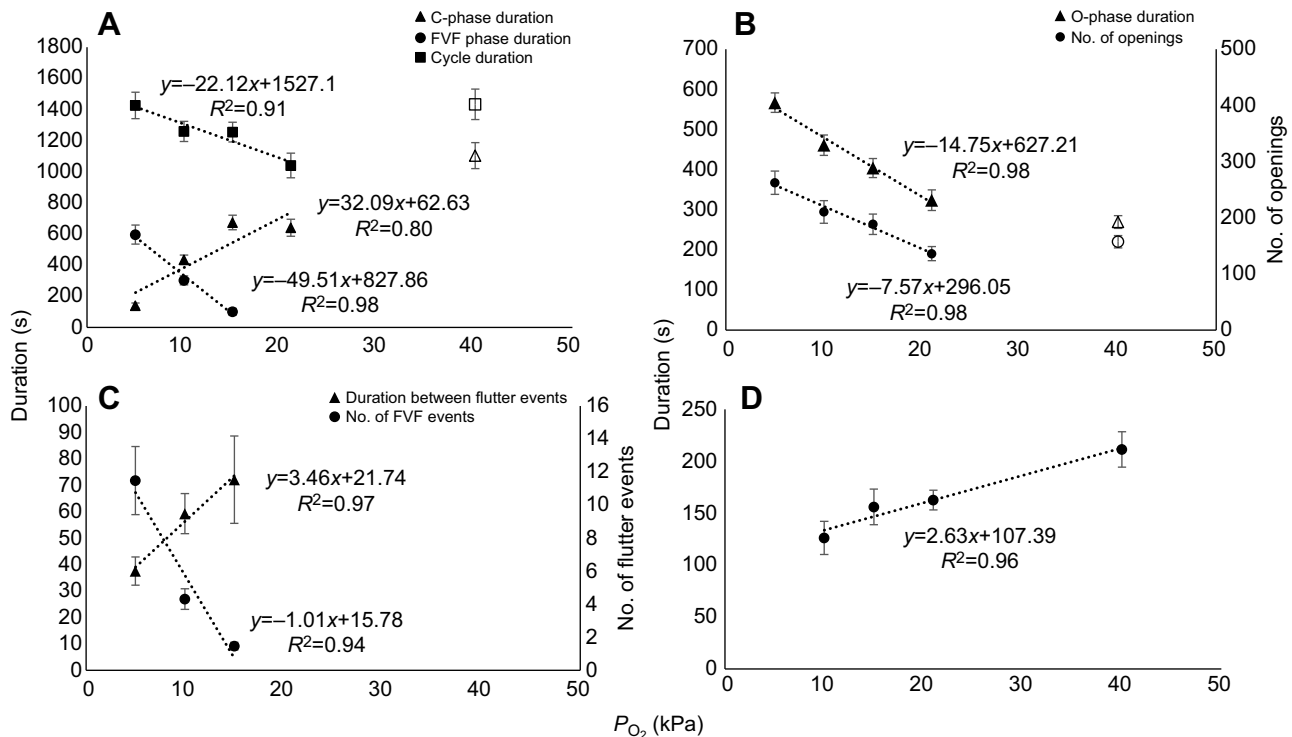 A
C-phase duration
FVF phase duration
Cycle duration
1800
1600
1400
1200
1000
800
600
400
200
0
y=–22.12x+1527.1
R²=0.91
y=32.09x+62.63
R²=0.80
y=–49.51x+827.86
R²=0.98
0 10 20 30 40 50
Duration (s)
B
O-phase duration
No. of openings
700
600
500
400
300
200
100
0
y=–14.75x+627.21
R²=0.98
y=–7.57x+296.05
R²=0.98
500
400
300
200
100
0
No. of openings
0 10 20 30 40 50
Duration (s)
C
Duration between flutter events
No. of FVF events
100
90
80
70
60
50
40
30
20
10
0
y=3.46x+21.74
R²=0.97
y=–1.01x+15.78
R²=0.94
16
14
12
10
8
6
4
2
0
No. of flutter events
0 10 20 30 40 50
D
250
200
150
100
50
0
y=2.63x+107.39
R²=0.96
0 10 20 30 40 50
P_O₂ (kPa)